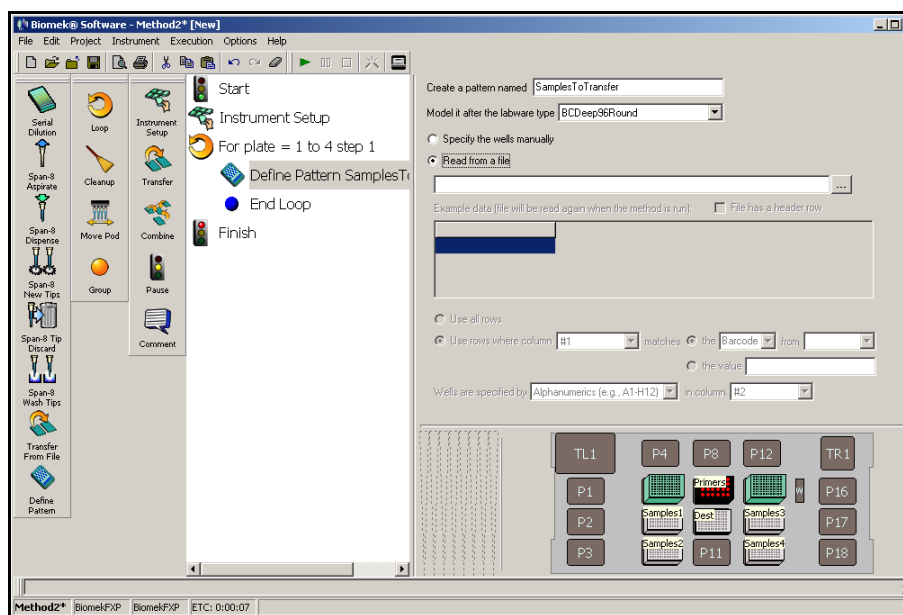 Biomek® Software - Method2* [New]
File Edit Project Instrument Execution Options Help
Serial
Dilution
Span-8
Aspirate
Span-8
Dispense
Span-8
New Tips
Span-8 Tip
Discard
Span-8
Wash Tips
Transfer
From File
Define
Pattern
Loop
Cleanup
Move Pod
Group
Instrument
Setup
Transfer
Combine
Pause
Comment
Start
Instrument Setup
For plate = 1 to 4 step 1
Define Pattern SamplesTo
End Loop
Finish
Create a pattern named SamplesToTransfer
Model it after the labware type BCDeep96Round
Specify the wells manually
Read from a file
...
Example data (file will be read again when the method is run): File has a header row
Use all rows
Use rows where column #1 matches the Barcode from
the value
Wells are specified by Alphanumerics (e.g., A1-H12) in column #2
TL1 P4 P8 P12 TR1
P1 Primers W P16
P2 Samples1 Dest Samples3 P17
P3 Samples2 P11 Samples4 P18
Method2* BiomekFXP BiomekFXP ETC: 0:00:07